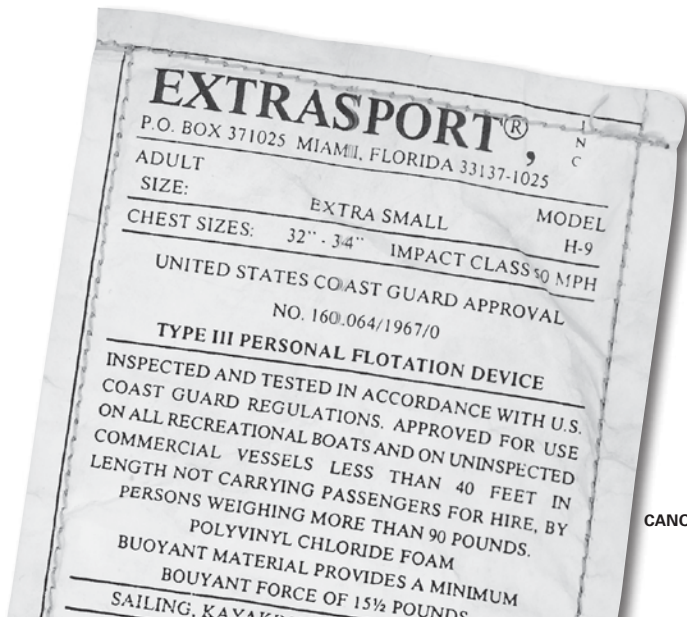 EXTRASPORT®, INC
P.O. BOX 371025 MIAMI, FLORIDA 33137-1025
ADULT
SIZE: EXTRA SMALL MODEL
H-9
CHEST SIZES: 32" - 34" IMPACT CLASS 50 MPH
UNITED STATES COAST GUARD APPROVAL
NO. 160.064/1967/0
TYPE III PERSONAL FLOTATION DEVICE
INSPECTED AND TESTED IN ACCORDANCE WITH U.S.
COAST GUARD REGULATIONS. APPROVED FOR USE
ON ALL RECREATIONAL BOATS AND ON UNINSPECTED
COMMERCIAL VESSELS LESS THAN 40 FEET IN
LENGTH NOT CARRYING PASSENGERS FOR HIRE, BY
PERSONS WEIGHING MORE THAN 90 POUNDS.
POLYVINYL CHLORIDE FOAM
BUOYANT MATERIAL PROVIDES A MINIMUM
BOUYANT FORCE OF 15½ POUNDS
SAILING,
CANO